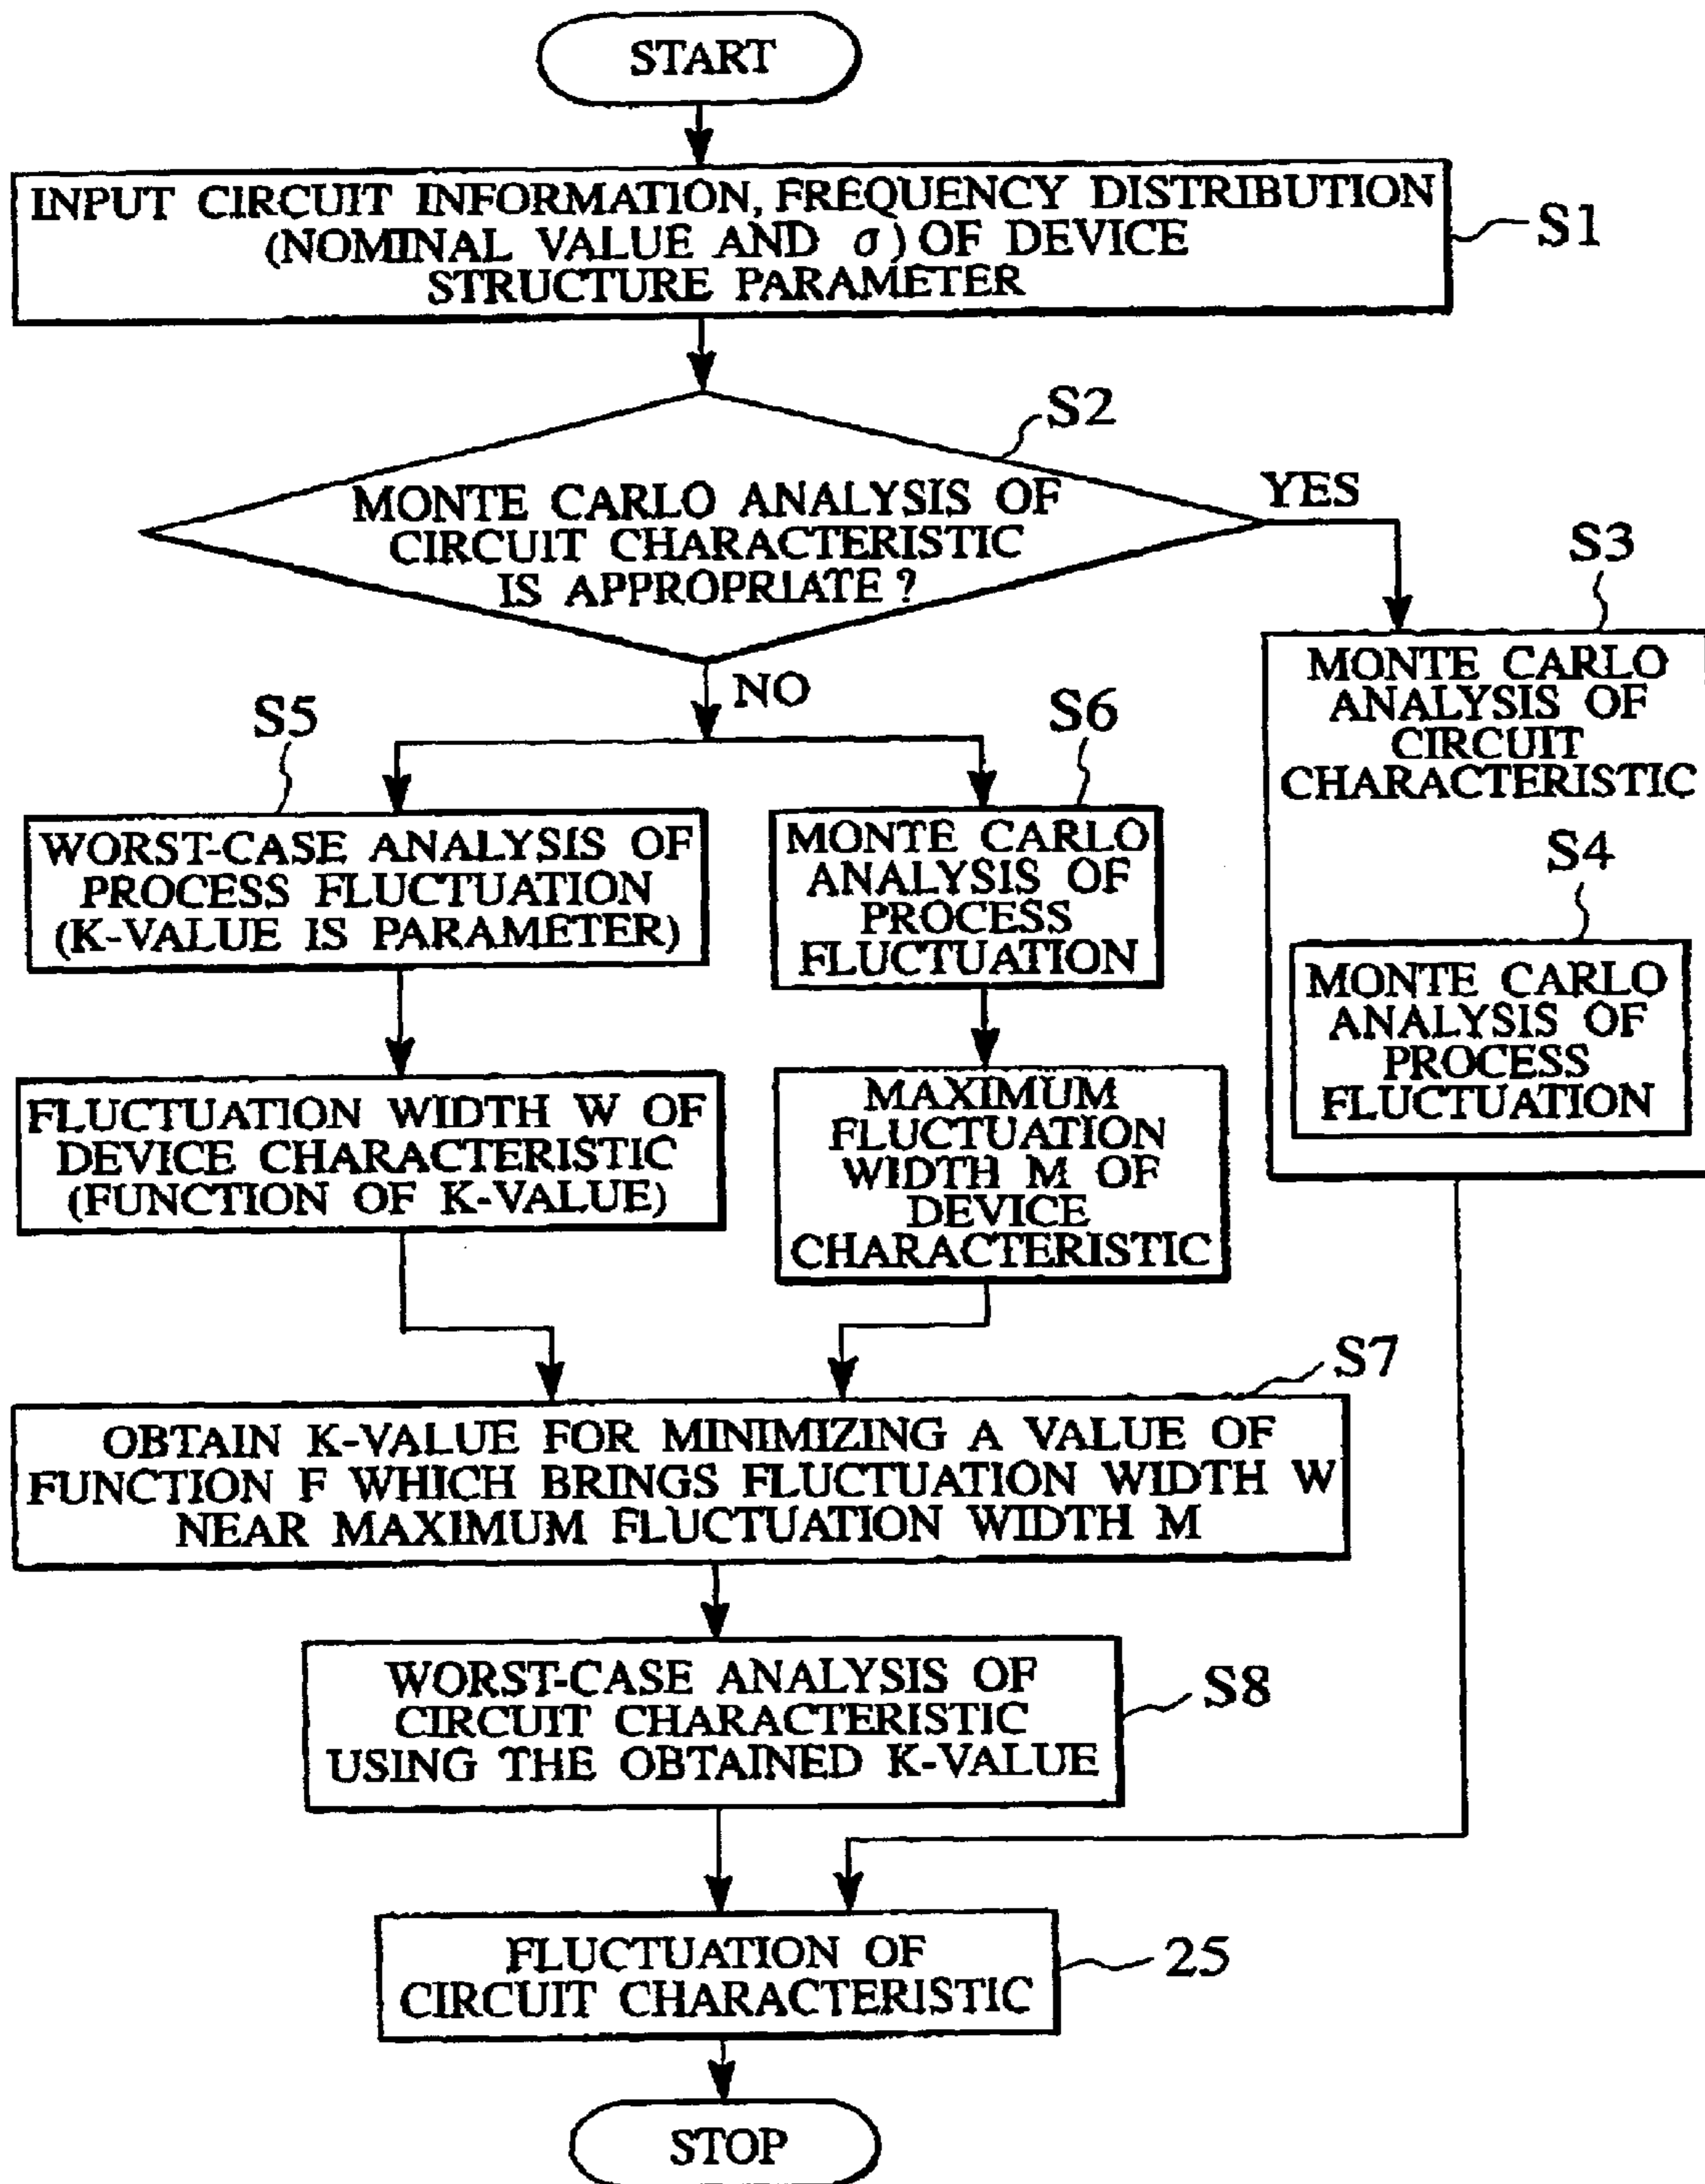 START
INPUT CIRCUIT INFORMATION, FREQUENCY DISTRIBUTION
(NOMINAL VALUE AND σ) OF DEVICE
STRUCTURE PARAMETER
S1
S2
MONTE CARLO ANALYSIS OF
CIRCUIT CHARACTERISTIC
IS APPROPRIATE?
YES
NO
S3
MONTE CARLO
ANALYSIS OF
CIRCUIT
CHARACTERISTIC
S4
MONTE CARLO
ANALYSIS OF
PROCESS
FLUCTUATION
S5
WORST-CASE ANALYSIS OF
PROCESS FLUCTUATION
(K-VALUE IS PARAMETER)
S6
MONTE CARLO
ANALYSIS OF
PROCESS
FLUCTUATION
FLUCTUATION WIDTH W OF
DEVICE CHARACTERISTIC
(FUNCTION OF K-VALUE)
MAXIMUM
FLUCTUATION
WIDTH M OF
DEVICE
CHARACTERISTIC
S7
OBTAIN K-VALUE FOR MINIMIZING A VALUE OF
FUNCTION F WHICH BRINGS FLUCTUATION WIDTH W
NEAR MAXIMUM FLUCTUATION WIDTH M
WORST-CASE ANALYSIS OF
CIRCUIT CHARACTERISTIC
USING THE OBTAINED K-VALUE
S8
FLUCTUATION OF
CIRCUIT CHARACTERISTIC
25
STOP